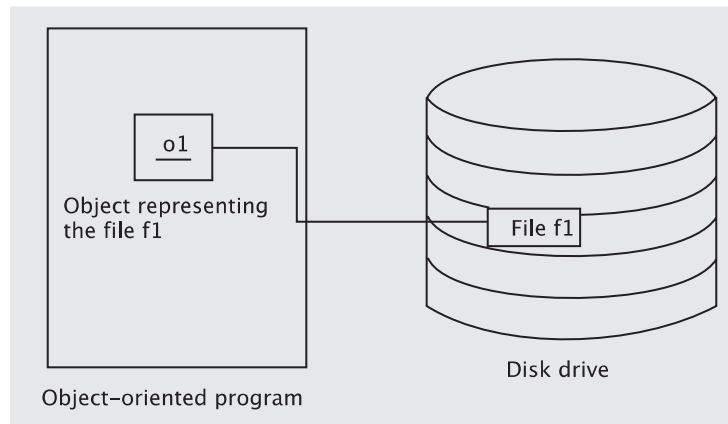 o1
Object representing
the file f1
File f1
Disk drive
Object–oriented program